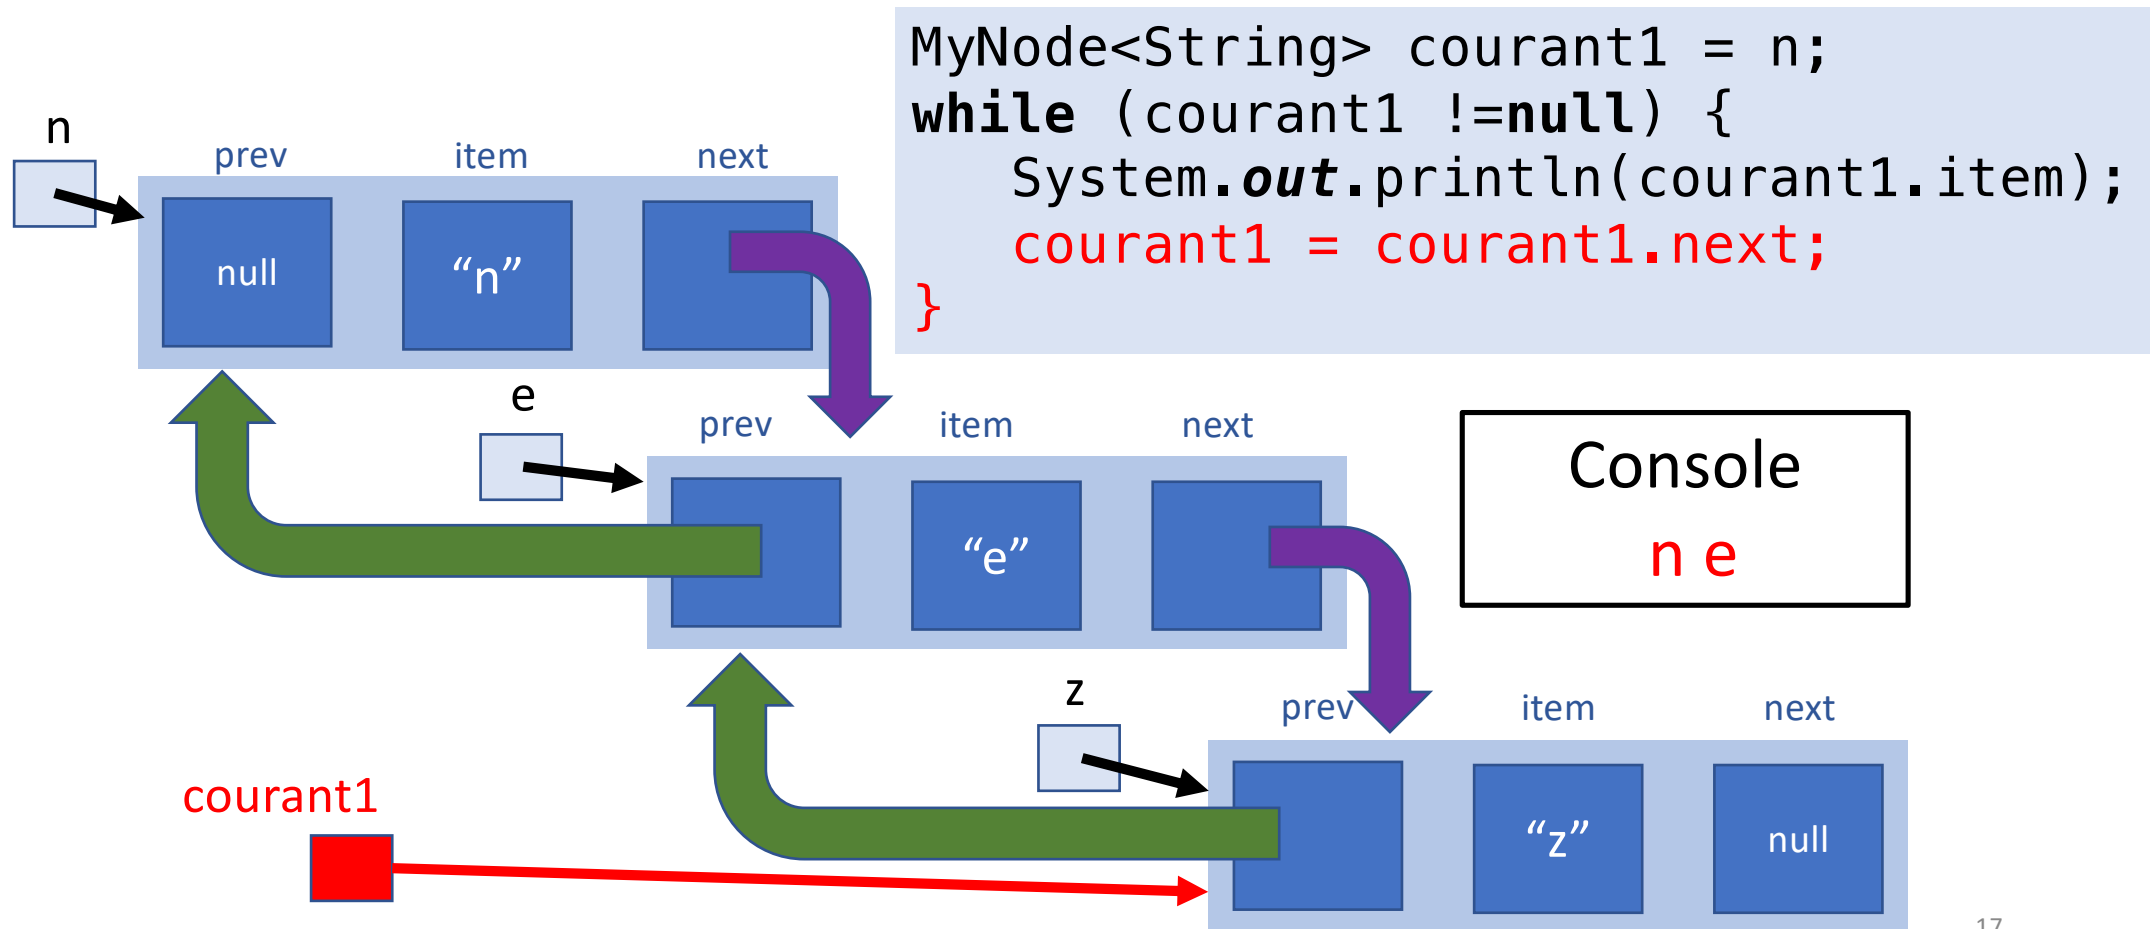 MyNode<String> courant1 = n;
while (courant1 !=null) {
System.out.println(courant1.item);
courant1 = courant1.next;
}
n
prev item next
null “n”
e
prev item next
“e”
Console
n e
z
prev item next
“z” null
courant1
17